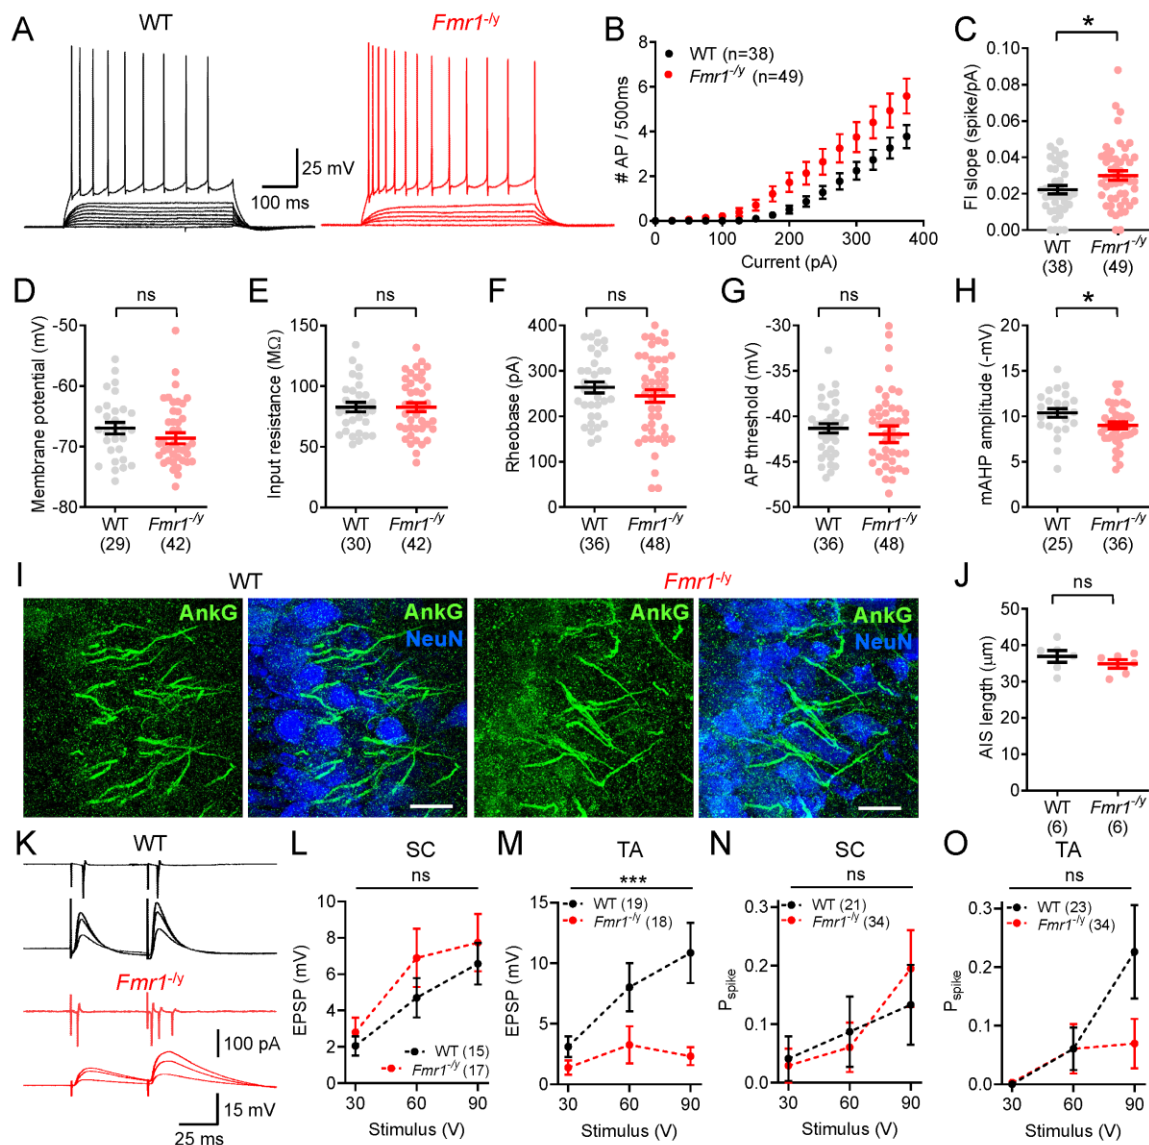 A
WT
Fmr1-/y
25 mV
100 ms
B
WT (n=38)
Fmr1-/y (n=49)
# AP / 500ms
8
6
4
2
0
0 100 200 300 400
Current (pA)
C
*
FI slope (spike/pA)
0.10
0.08
0.06
0.04
0.02
0.00
WT Fmr1-/y
(38) (49)
D
ns
Membrane potential (mV)
-50
-60
-70
-80
WT Fmr1-/y
(29) (42)
E
ns
Input resistance (MΩ)
150
100
50
0
WT Fmr1-/y
(30) (42)
F
ns
Rheobase (pA)
400
300
200
100
0
WT Fmr1-/y
(36) (48)
G
ns
AP threshold (mV)
-30
-35
-40
-45
-50
WT Fmr1-/y
(36) (48)
H
*
mAHP amplitude (-mV)
20
15
10
5
0
WT Fmr1-/y
(25) (36)
I
WT
Fmr1-/y
AnkG
AnkG
NeuN
AnkG
AnkG
NeuN
J
ns
AIS length (μm)
50
40
30
20
10
0
WT Fmr1-/y
(6) (6)
K
WT
Fmr1-/y
100 pA
15 mV
25 ms
L
SC
ns
EPSP (mV)
10
8
6
4
2
0
WT (15)
Fmr1-/y (17)
30 60 90
Stimulus (V)
M
TA
***
WT (19)
Fmr1-/y (18)
EPSP (mV)
15
10
5
0
30 60 90
Stimulus (V)
N
SC
ns
WT (21)
Fmr1-/y (34)
Pspike
0.3
0.2
0.1
0.0
30 60 90
Stimulus (V)
O
TA
ns
WT (23)
Fmr1-/y (34)
Pspike
0.3
0.2
0.1
0.0
30 60 90
Stimulus (V)